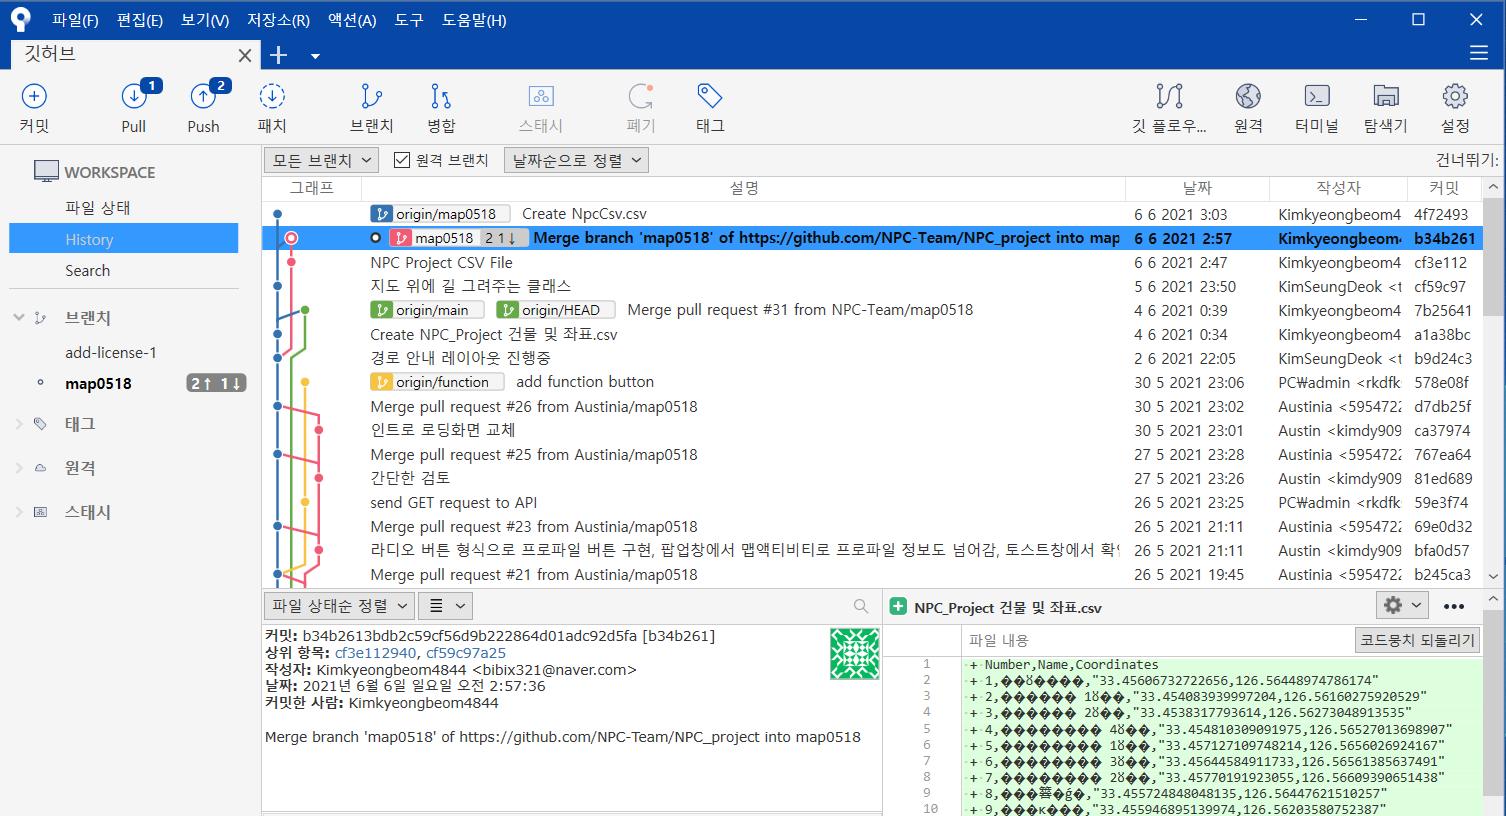 파일(F) 편집(E) 보기(V) 저장소(R) 액션(A) 도구 도움말(H)
깃허브
1 2
커밋 Pull Push 패치 브랜치 병합 스태시 폐기 태그 깃 플로우... 원격 터미널 탐색기 설정
모든 브랜치 원격 브랜치 날짜순으로 정렬 건너뛰기:
WORKSPACE
파일 상태
History
Search
브랜치
add-license-1
map0518 2↑ 1↓
태그
원격
스태시
그래프 설명 날짜 작성자 커밋
origin/map0518 Create NpcCsv.csv 6 6 2021 3:03 Kimkyeongbeom4 4f72493
map0518 2 1↓ Merge branch 'map0518' of https://github.com/NPC-Team/NPC_project into map 6 6 2021 2:57 Kimkyeongbeom4 b34b261
NPC Project CSV File 6 6 2021 2:47 Kimkyeongbeom4 cf3e112
지도 위에 길 그려주는 클래스 5 6 2021 23:50 KimSeungDeok <t cf59c97
origin/main origin/HEAD Merge pull request #31 from NPC-Team/map0518 4 6 2021 0:39 Kimkyeongbeom4 7b25641
Create NPC_Project 건물 및 좌표.csv 4 6 2021 0:34 Kimkyeongbeom4 a1a38bc
경로 안내 레이아웃 진행중 2 6 2021 22:05 KimSeungDeok <t b9d24c3
origin/function add function button 30 5 2021 23:06 PC￦admin <rkdfk 578e08f
Merge pull request #26 from Austinia/map0518 30 5 2021 23:02 Austinia <5954722 d7db25f
인트로 로딩화면 교체 30 5 2021 23:01 Austin <kimdy909 ca37974
Merge pull request #25 from Austinia/map0518 27 5 2021 23:28 Austinia <5954722 767ea64
간단한 검토 27 5 2021 23:26 Austin <kimdy909 81ed689
send GET request to API 26 5 2021 23:25 PC￦admin <rkdfk 59e3f74
Merge pull request #23 from Austinia/map0518 26 5 2021 21:11 Austinia <5954722 69e0d32
라디오 버튼 형식으로 프로파일 버튼 구현, 팝업창에서 맵액티비티로 프로파일 정보도 넘어감, 토스트창에서 확인 26 5 2021 21:11 Austin <kimdy909 bfa0d57
Merge pull request #21 from Austinia/map0518 26 5 2021 19:45 Austinia <5954722 b245ca3
파일 상태순 정렬
커밋: b34b2613bdb2c59cf56d9b222864d01adc92d5fa [b34b261]
상위 항목: cf3e112940, cf59c97a25
작성자: Kimkyeongbeom4844 <bibix321@naver.com>
날짜: 2021년 6월 6일 일요일 오전 2:57:36
커밋한 사람: Kimkyeongbeom4844
Merge branch 'map0518' of https://github.com/NPC-Team/NPC_project into map0518
NPC_Project 건물 및 좌표.csv
파일 내용 코드뭉치 되돌리기
1 + Number,Name,Coordinates
2 + 1,��ȣ����,"33.45606732722656,126.56448974786174"
3 + 2,������ 1ȣ��,"33.454083939997204,126.56160275920529"
4 + 3,������ 2ȣ��,"33.4538317793614,126.56273048913535"
5 + 4,�������� 4ȣ��,"33.454810309091975,126.56527013698907"
6 + 5,�������� 1ȣ��,"33.457127109748214,126.5656026924167"
7 + 6,�������� 3ȣ��,"33.45644584911733,126.56561385637491"
8 + 7,�������� 2ȣ��,"33.45770191923055,126.56609390651438"
9 + 8,"33.455724848048135,126.56447621510257"
10 + 9,���κ���,"33.455946895139974,126.56203580752387"